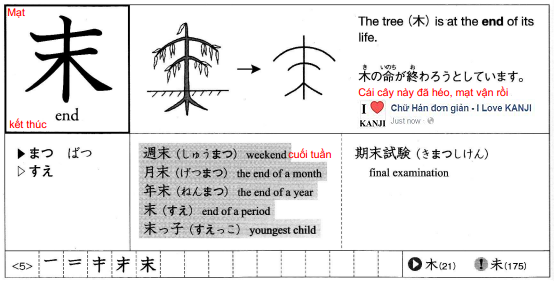 Mạt
末
kết thúc
end
The tree (木) is at the end of its
life.
き いのち お
木の命が終わろうとしています。
Cái cây này đã héo, mạt vận rồi
I ❤ KANJI
Chữ Hán đơn giản - I Love KANJI
Just now
▶まつ ばつ
▷すえ
週末(しゅうまつ) weekend cuối tuần
月末(げつまつ) the end of a month
年末(ねんまつ) the end of a year
末(すえ) end of a period
末っ子(すえっこ) youngest child
期末試験(きまつしけん)
final examination
<5> 一 二 キ 才 末
▶木(21) !未(175)